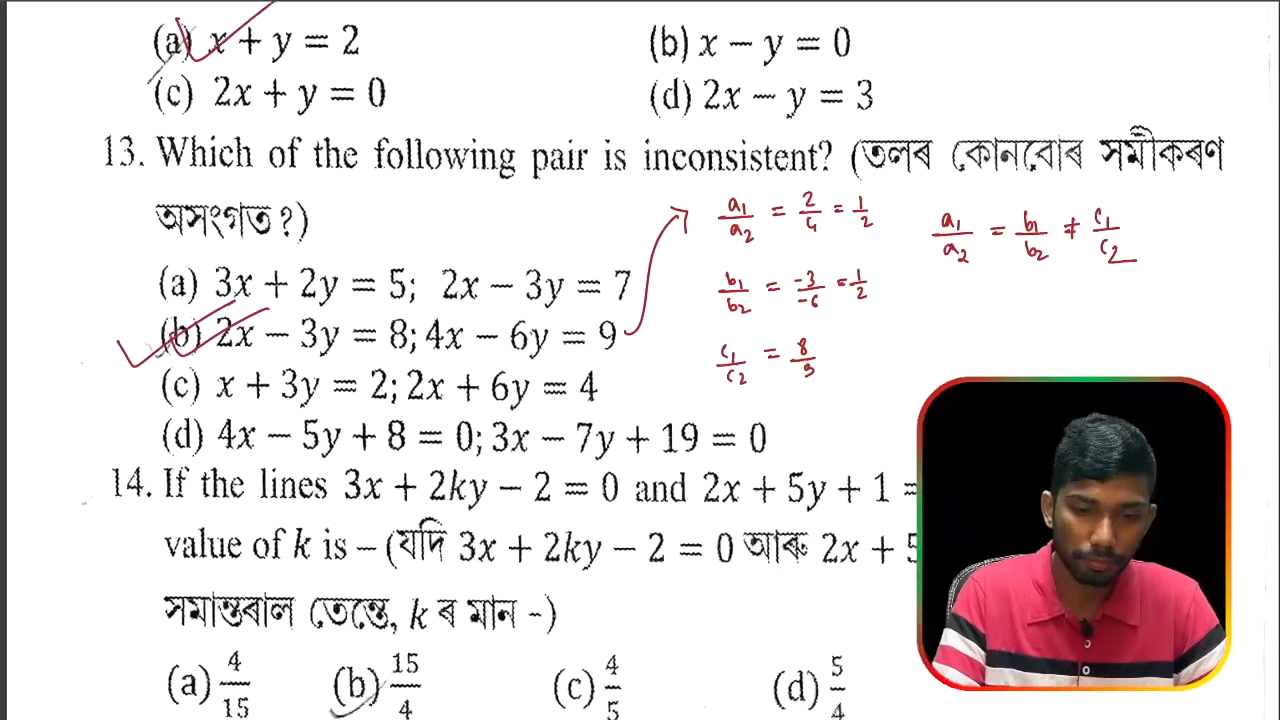 (a) x + y = 2 (b) x − y = 0
(c) 2x + y = 0 (d) 2x − y = 3
13. Which of the following pair is inconsistent? (তলৰ কোনবোৰ সমীকৰণ
অসংগত ?)
a₁/a₂ = 2/4 = 1/2
a₁/a₂ = b₁/b₂ ≠ c₁/c₂
(a) 3x + 2y = 5; 2x − 3y = 7
b₁/b₂ = −3/−6 = 1/2
(b) 2x − 3y = 8; 4x − 6y = 9
c₁/c₂ = 8/9
(c) x + 3y = 2; 2x + 6y = 4
(d) 4x − 5y + 8 = 0; 3x − 7y + 19 = 0
14. If the lines 3x + 2ky − 2 = 0 and 2x + 5y + 1 =
value of k is – (যদি 3x + 2ky − 2 = 0 আৰু 2x + 5
সমান্তৰাল তেন্তে, k ৰ মান -)
(a) 4/15 (b) 15/4 (c) 4/5 (d) 5/4